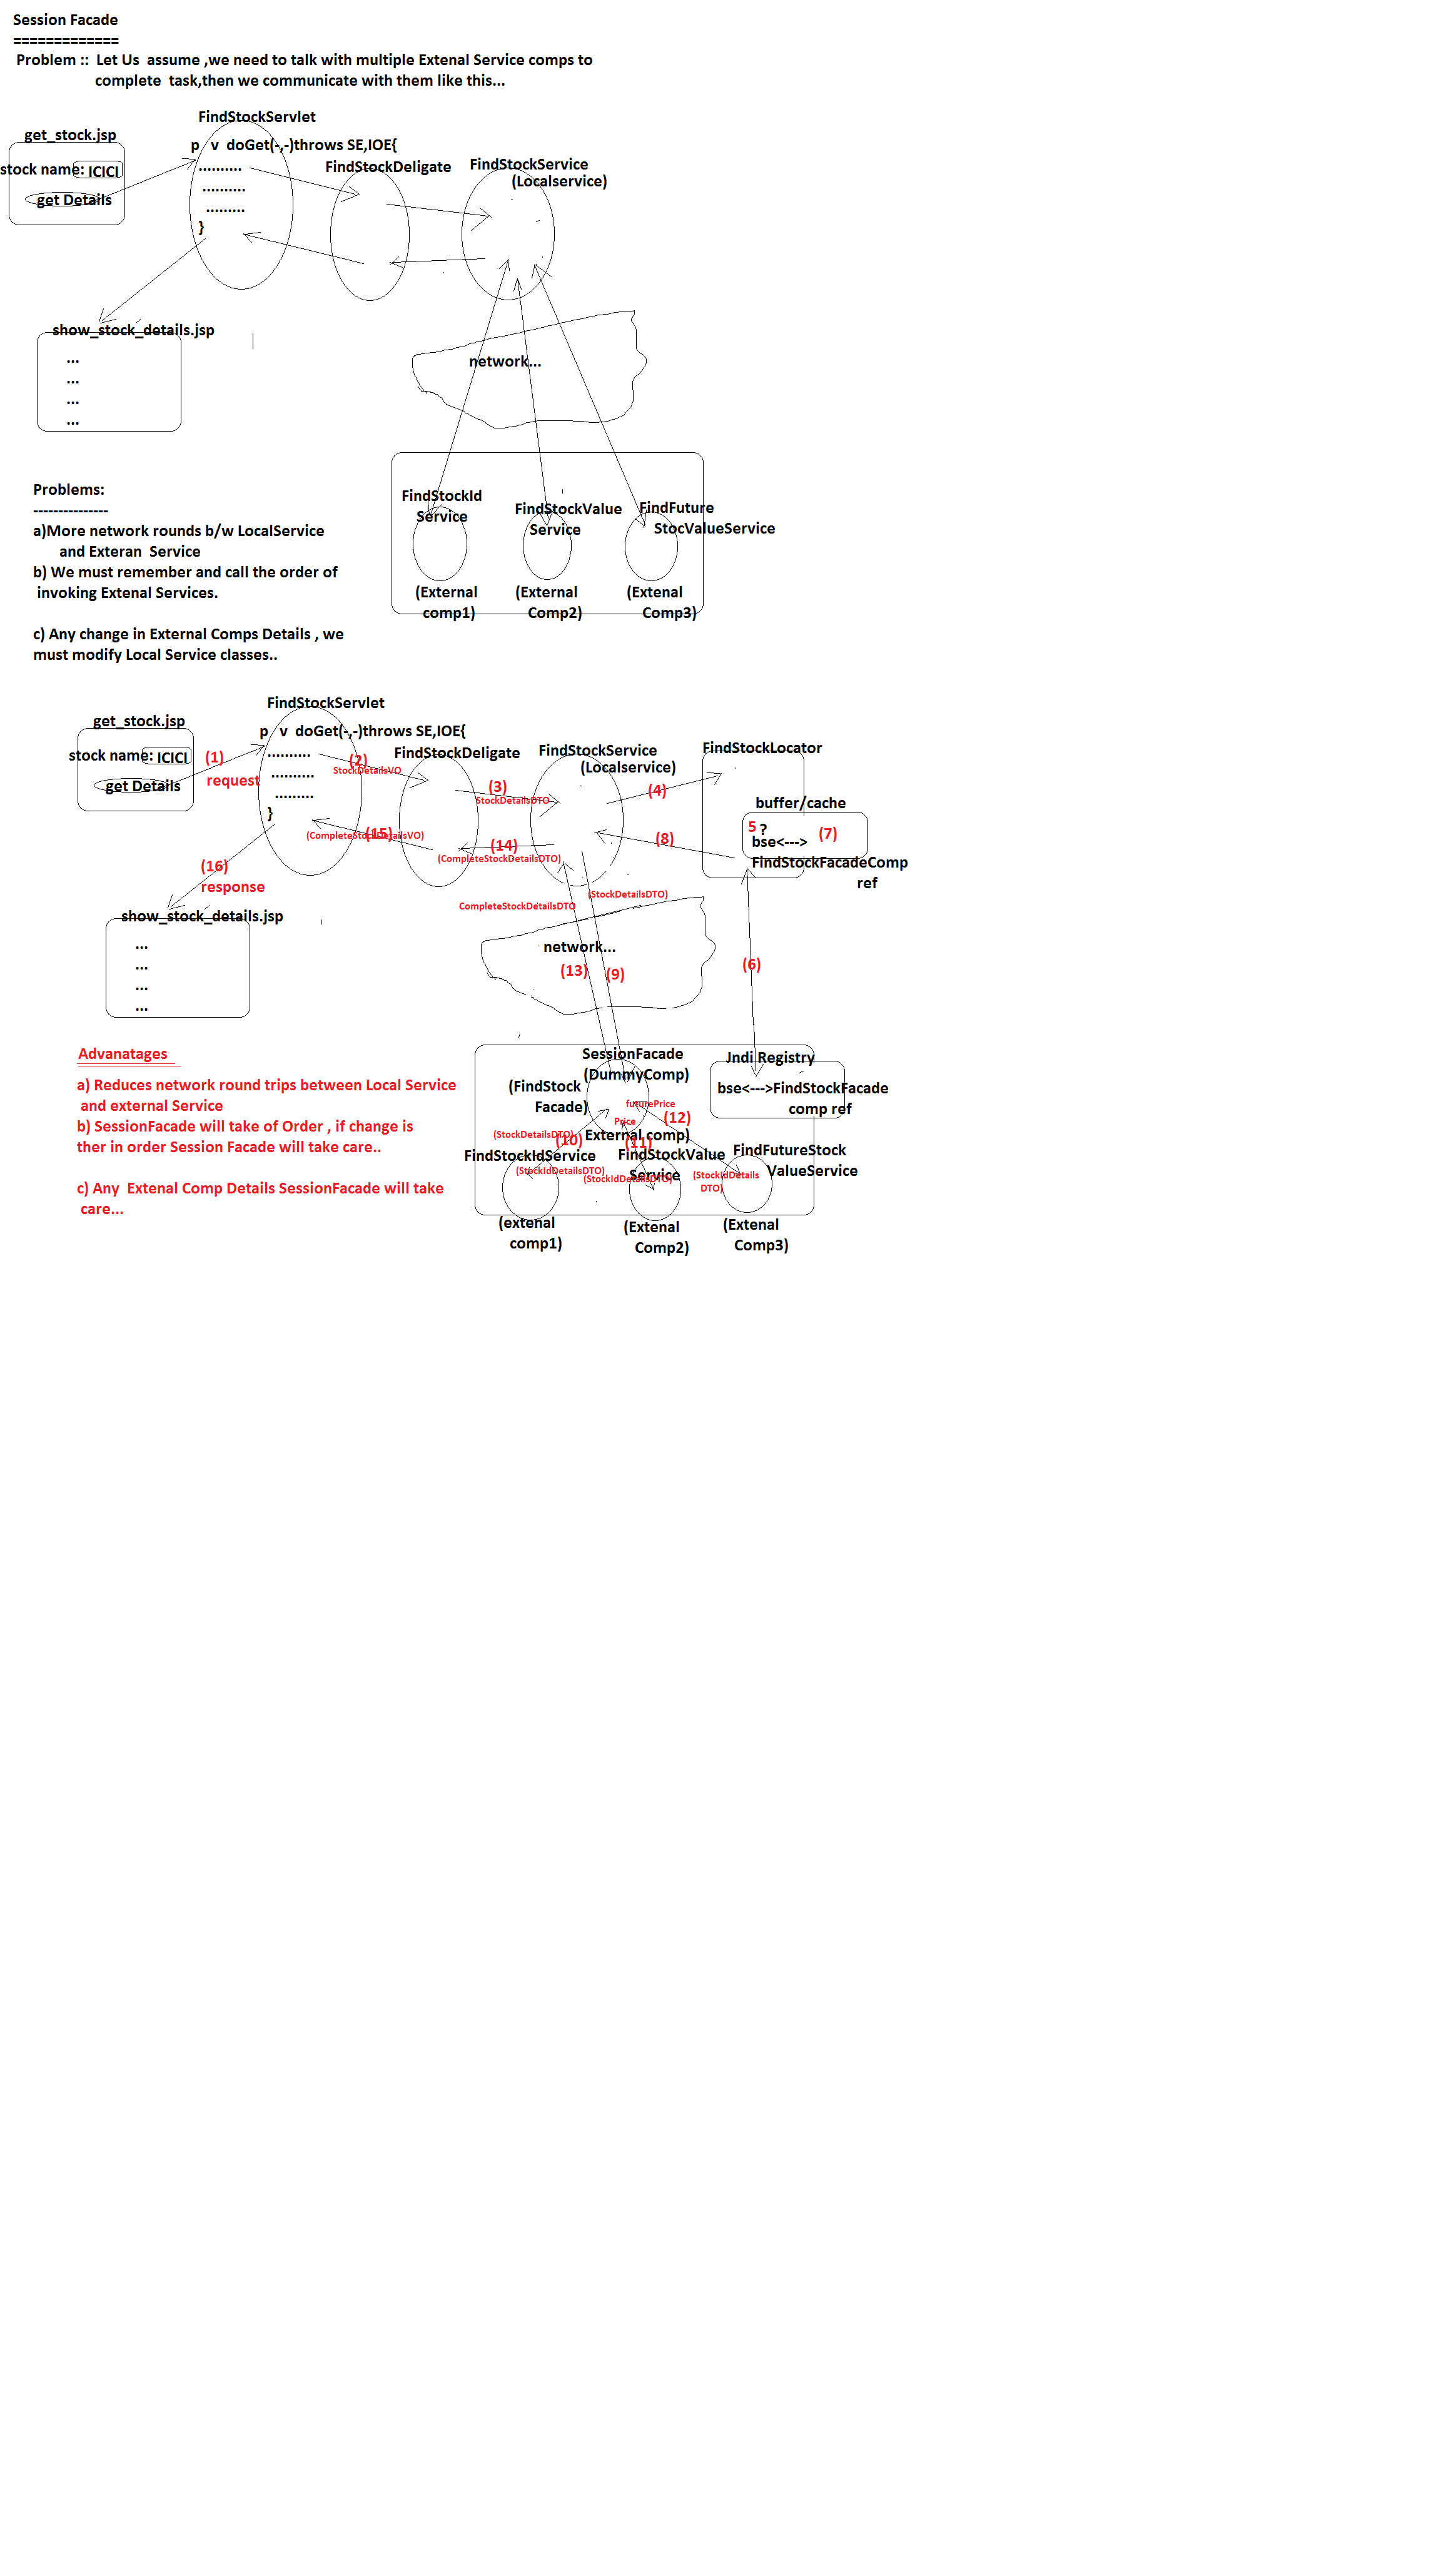 Session Facade
=============
Problem ::  Let Us  assume ,we need to talk with multiple Extenal Service comps to
complete  task,then we communicate with them like this...
FindStockServlet
get_stock.jsp
p   v  doGet(-,-)throws SE,IOE{
stock name: ICICI
..........
FindStockDeligate
FindStockService
(Localservice)
get Details
..........
.........
}
show_stock_details.jsp
...
...
...
...
network...
Problems:
---------------
a)More network rounds b/w LocalService
and Exteran  Service
b) We must remember and call the order of
invoking Extenal Services.
c) Any change in External Comps Details , we
must modify Local Service classes..
FindStockId
Service
FindStockValue
Service
FindFuture
StocValueService
(External
comp1)
(External
Comp2)
(Extenal
Comp3)
FindStockServlet
get_stock.jsp
p   v  doGet(-,-)throws SE,IOE{
stock name: ICICI
get Details
(1)
request
..........
..........
.........
}
(2)
StockDetailsVO
FindStockDeligate
(3)
StockDetailsDTO
FindStockService
(Localservice)
(4)
FindStockLocator
buffer/cache
5 ?
(7)
bse<--->
FindStockFacadeComp
ref
(8)
(15)
(CompleteStockDetailsVO)
(14)
(CompleteStockDetailsDTO)
(16)
response
(StockDetailsDTO)
CompleteStockDetailsDTO
show_stock_details.jsp
...
...
...
...
network...
(13)
(9)
(6)
Advanatages
a) Reduces network round trips between Local Service
and external Service
b) SessionFacade will take of Order , if change is
ther in order Session Facade will take care..
c) Any  Extenal Comp Details SessionFacade will take
care...
SessionFacade
(DummyComp)
(FindStock
Facade)
External comp)
Jndi Registry
bse<--->FindStockFacade
comp ref
futurePrice
(12)
Price
(StockDetailsDTO)
(10)
(11)
FindStockIdService
(StockIdDetailsDTO)
FindStockValue
Service
(StockIdDetailsDTO)
FindFutureStock
ValueService
(StockIdDetails
DTO)
(extenal
comp1)
(Extenal
Comp2)
(Extenal
Comp3)